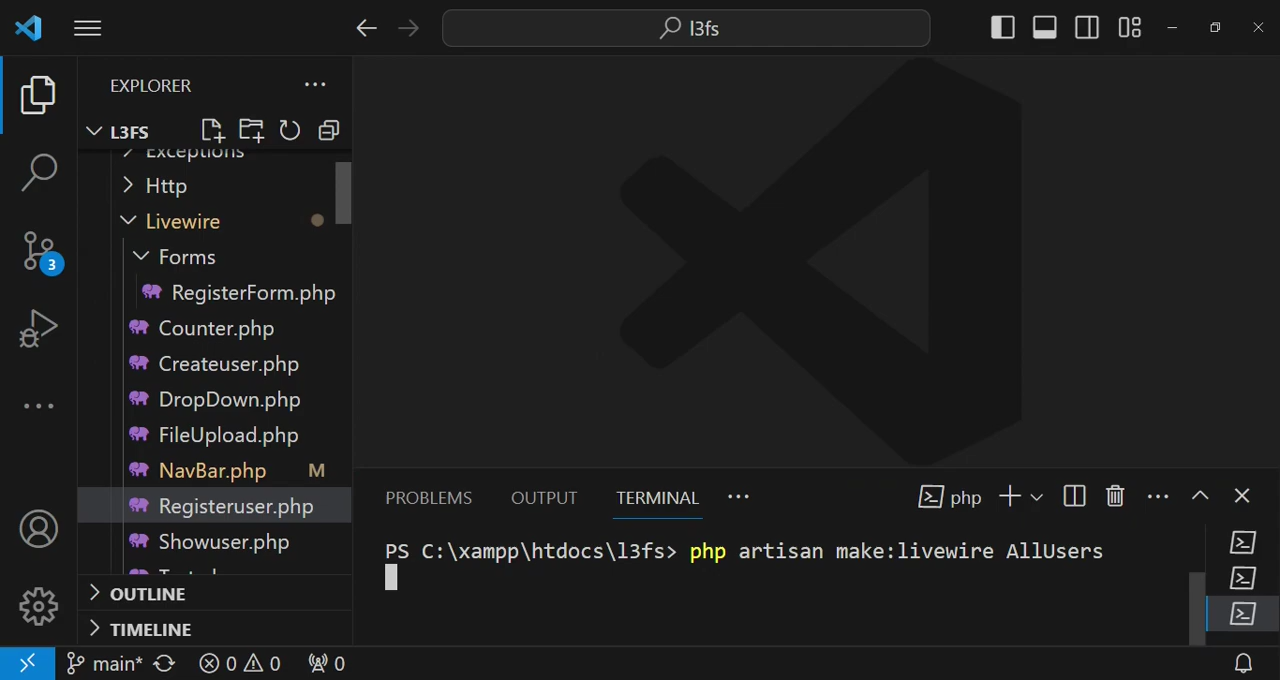 l3fs
EXPLORER
L3FS
Exceptions
Http
Livewire
Forms
RegisterForm.php
Counter.php
Createuser.php
DropDown.php
FileUpload.php
NavBar.php M
Registeruser.php
Showuser.php
OUTLINE
TIMELINE
3
PROBLEMS OUTPUT TERMINAL php
PS C:\xampp\htdocs\l3fs> php artisan make:livewire AllUsers
main* 0 0 0